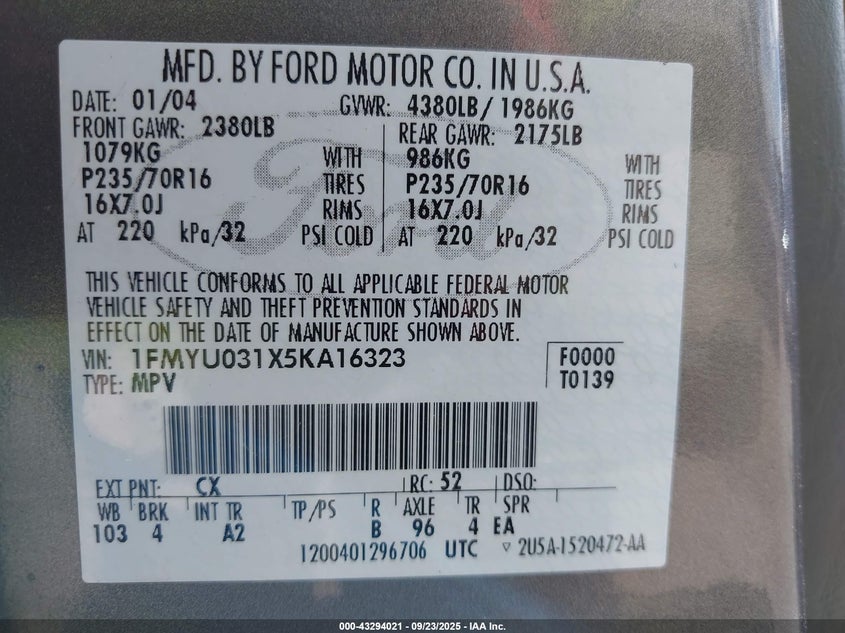 MFD. BY FORD MOTOR CO. IN U.S.A.
DATE: 01/04 GVWR: 4380LB/ 1986KG
FRONT GAWR: 2380LB REAR GAWR: 2175LB
1079KG WITH 986KG WITH
P235/70R16 TIRES P235/70R16 TIRES
16X7.0J RIMS 16X7.0J RIMS
AT 220 kPa/32 PSI COLD AT 220 kPa/32 PSI COLD
Ford
THIS VEHICLE CONFORMS TO ALL APPLICABLE FEDERAL MOTOR
VEHICLE SAFETY AND THEFT PREVENTION STANDARDS IN
EFFECT ON THE DATE OF MANUFACTURE SHOWN ABOVE.
VIN: 1FMYU031X5KA16323 F0000
TYPE: MPV T0139
EXT PNT: CX RC: 52 DSO:
WB BRK INT TR TP/PS R AXLE TR SPR
103 4 A2 B 96 4 EA
1200401296706 UTC ▿ 2U5A-1520472-AA
000-43294021 - 09/23/2025 - IAA Inc.